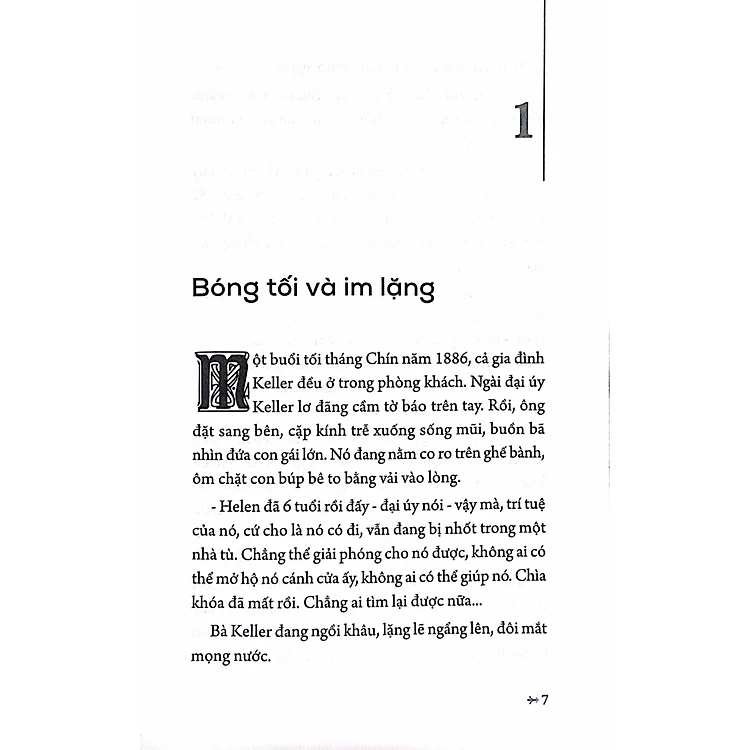 1
Bóng tối và im lặng
Một buổi tối tháng Chín năm 1886, cả gia đình
Keller đều ở trong phòng khách. Ngài đại úy
Keller lơ đãng cầm tờ báo trên tay. Rồi, ông
đặt sang bên, cặp kính trễ xuống sống mũi, buồn bã
nhìn đứa con gái lớn. Nó đang nằm co ro trên ghế bành,
ôm chặt con búp bê to bằng vải vào lòng.
- Helen đã 6 tuổi rồi đấy - đại úy nói - vậy mà, trí tuệ
của nó, cứ cho là nó có đi, vẫn đang bị nhốt trong một
nhà tù. Chẳng thể giải phóng cho nó được, không ai có
thể mở hộ nó cánh cửa ấy, không ai có thể giúp nó. Chìa
khóa đã mất rồi. Chẳng ai tìm lại được nữa...
Bà Keller đang ngồi khâu, lặng lẽ ngẩng lên, đôi mắt
mọng nước.
7